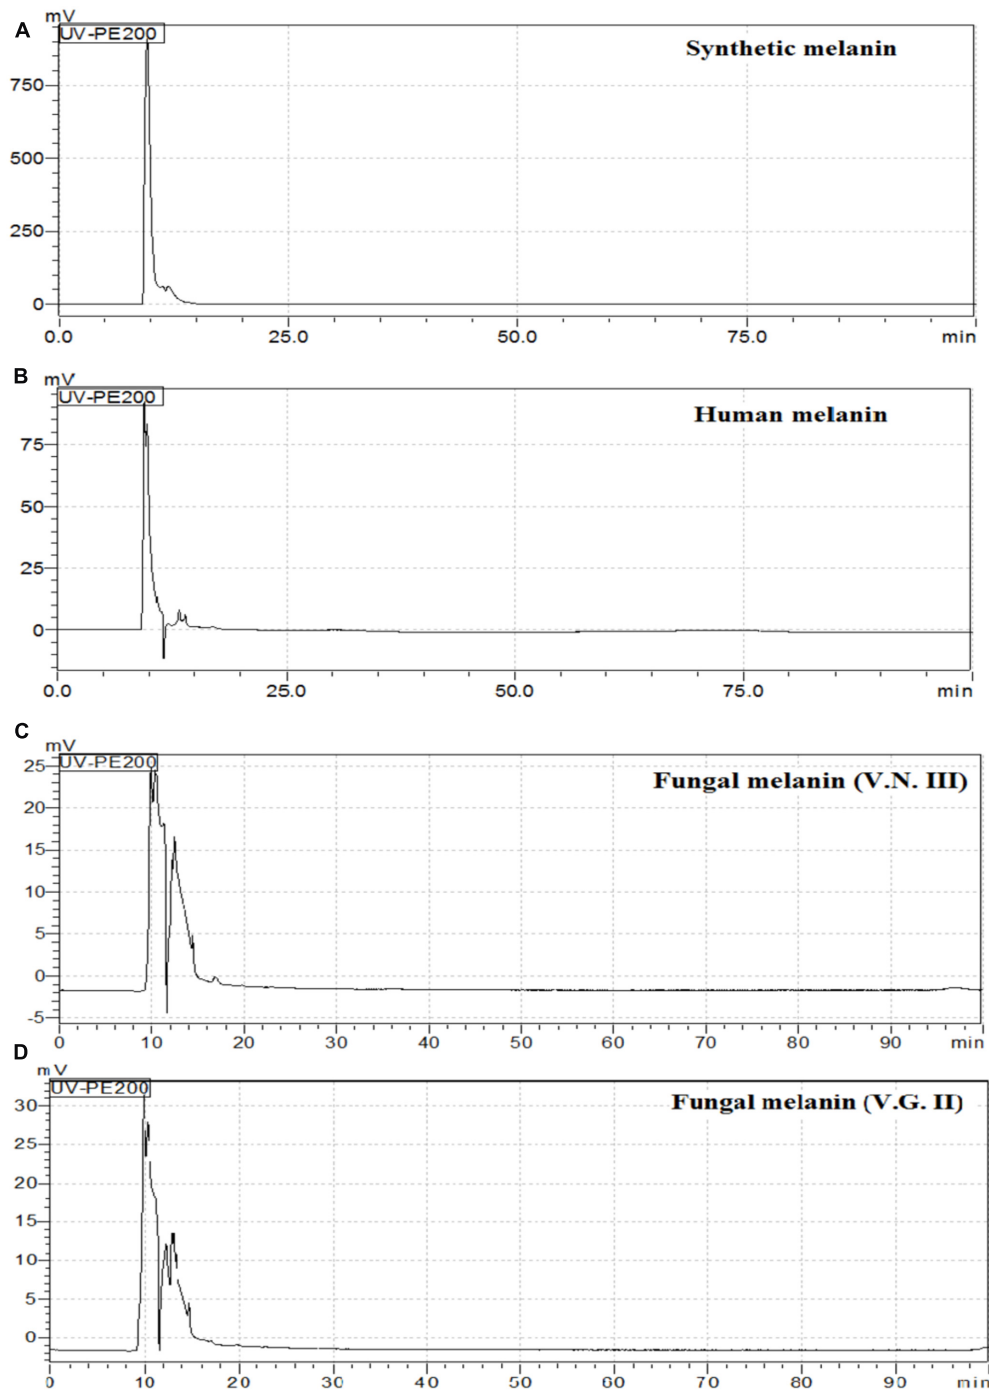 A
mV
UV-PE200
Synthetic melanin
750
500
250
0
0.0 25.0 50.0 75.0 min
B
mV
UV-PE200
Human melanin
75
50
25
0
0.0 25.0 50.0 75.0 min
C
mV
UV-PE200
Fungal melanin (V.N. III)
25
20
15
10
5
0
-5
0 10 20 30 40 50 60 70 80 90 min
D
mV
UV-PE200
Fungal melanin (V.G. II)
30
25
20
15
10
5
0
0 10 20 30 40 50 60 70 80 90 min